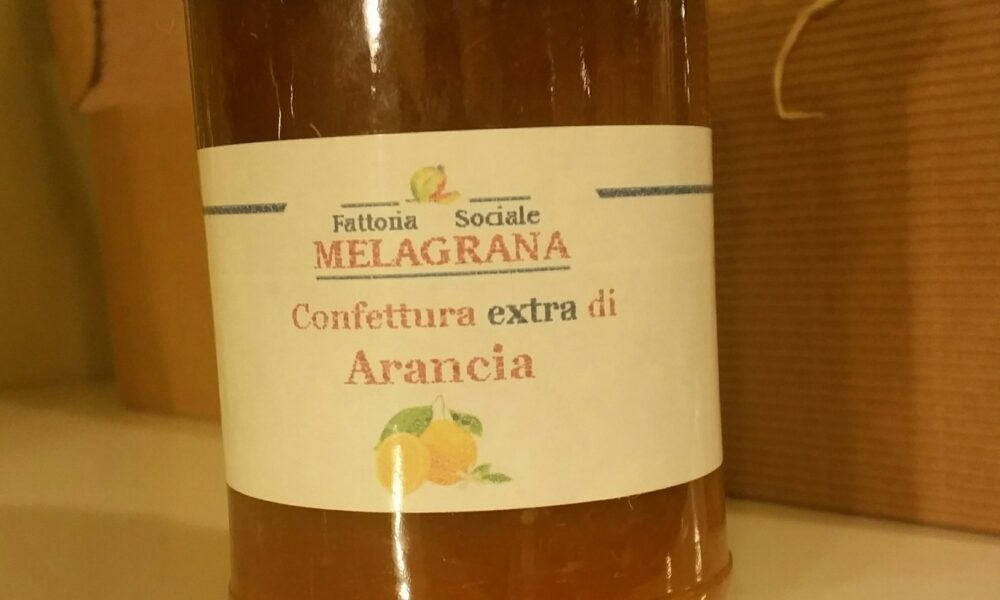 Fattoria Sociale
MELAGRANA
Confettura extra di
Arancia